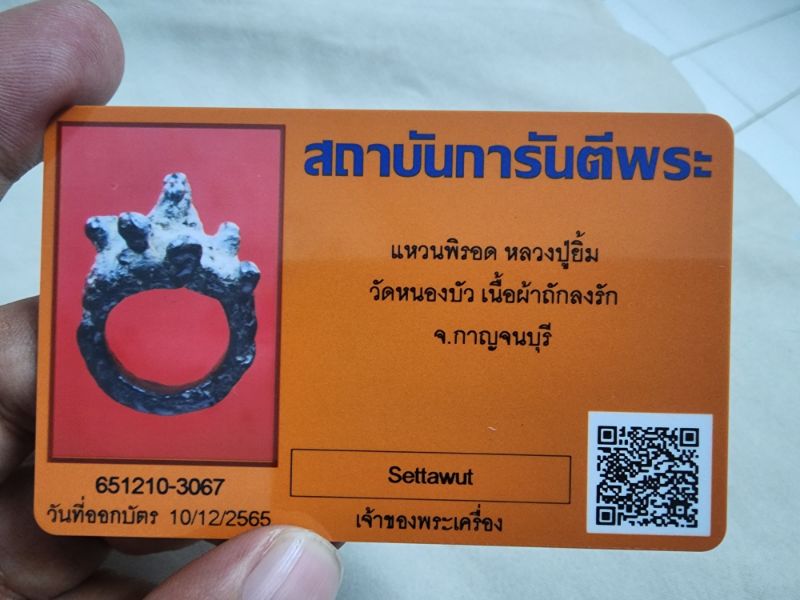 สถาบันการันตีพระ
แหวนพิรอด หลวงปู่ยิ้ม
วัดหนองบัว เนื้อผ้าถักลงรัก
จ.กาญจนบุรี
Settawut
เจ้าของพระเครื่อง
651210-3067
วันที่ออกบัตร 10/12/2565